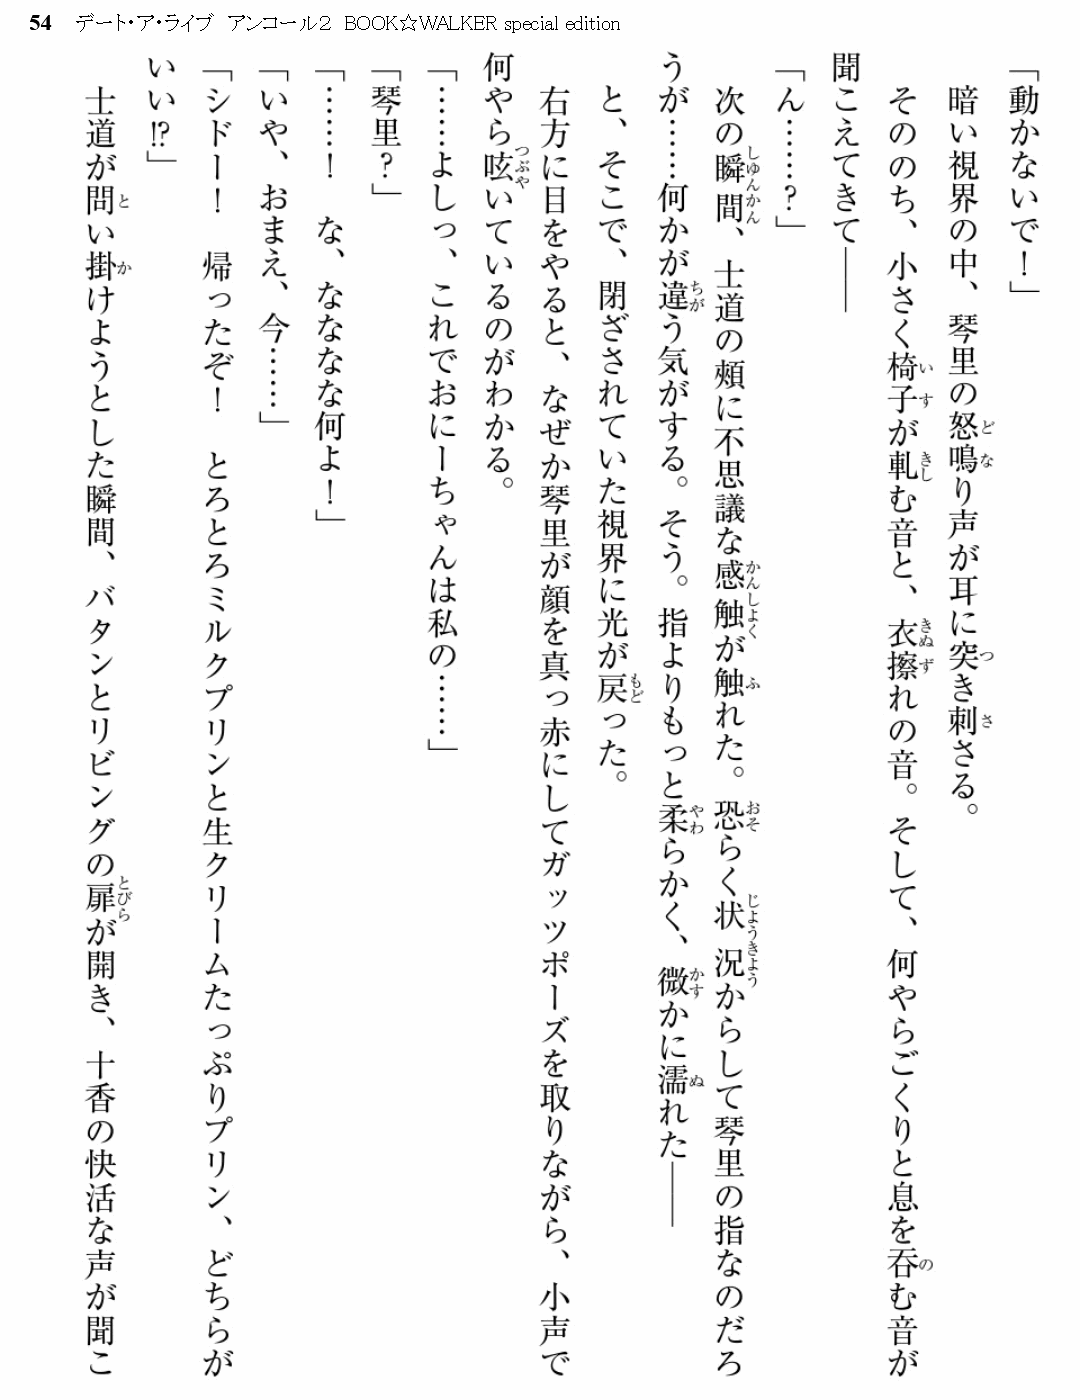 54　デート・ア・ライブ　アンコール２　BOOK☆WALKER special edition
「動かないで！」
　暗い視界の中、琴里の怒鳴り声が耳に突き刺さる。
　そののち、小さく椅子が軋む音と、衣擦れの音。そして、何やらごくりと息を呑む音が
聞こえてきて――
「ん……？」
　次の瞬間、士道の頰に不思議な感触が触れた。恐らく状況からして琴里の指なのだろ
うが……何かが違う気がする。そう。指よりもっと柔らかく、微かに濡れた――
　と、そこで、閉ざされていた視界に光が戻った。
　右方に目をやると、なぜか琴里が顔を真っ赤にしてガッツポーズを取りながら、小声で
何やら呟いているのがわかる。
「……よしっ、これでおにーちゃんは私の……」
「琴里？」
「……！　な、なななな何よ！」
「いや、おまえ、今……」
「シドー！　帰ったぞ！　とろとろミルクプリンと生クリームたっぷりプリン、どちらが
いい!?」
　士道が問い掛けようとした瞬間、バタンとリビングの扉が開き、十香の快活な声が聞こ